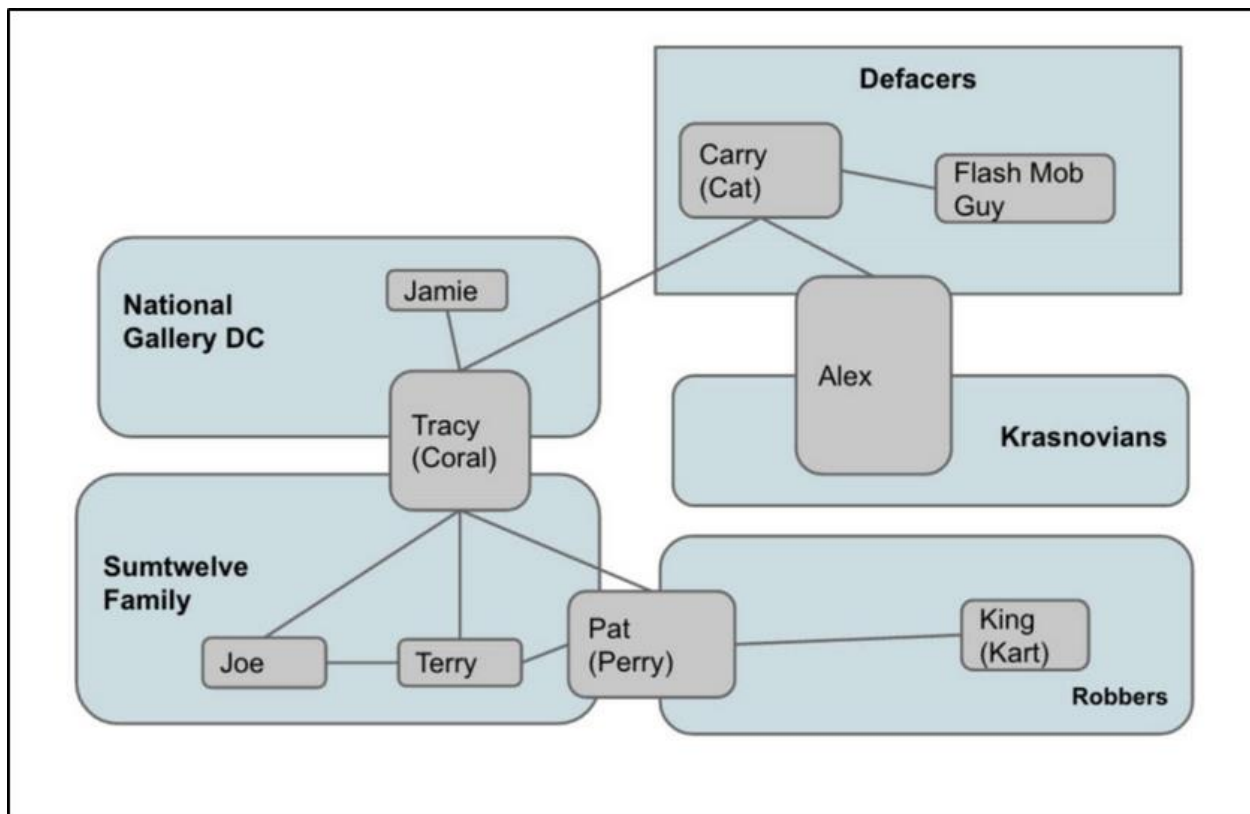 Defacers
Carry
(Cat)
Flash Mob
Guy
National
Gallery DC
Jamie
Tracy
(Coral)
Alex
Krasnovians
Sumtwelve
Family
Joe
Terry
Pat
(Perry)
King
(Kart)
Robbers